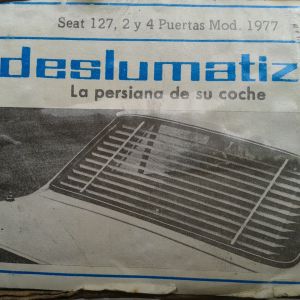 Seat 127, 2 y 4 Puertas Mod. 1977
deslumatiz
La persiana de su coche